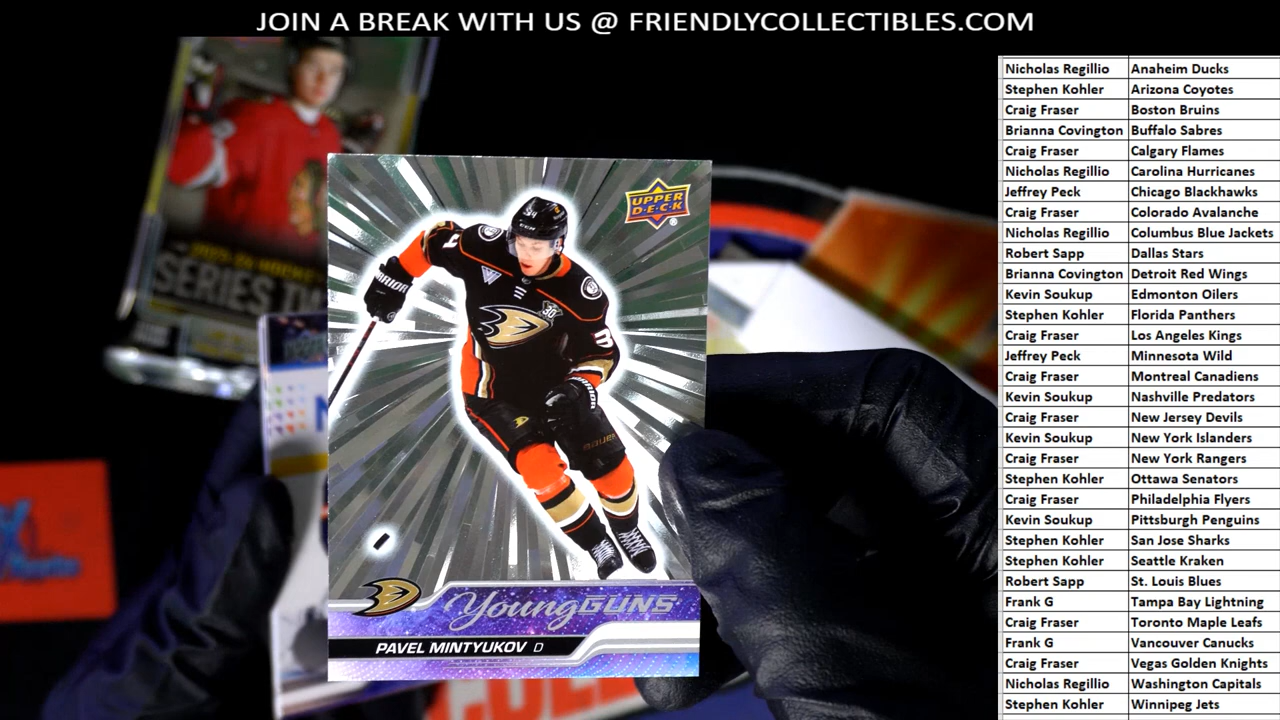 JOIN A BREAK WITH US @ FRIENDLYCOLLECTIBLES.COM
Nicholas Regillio Anaheim Ducks
Stephen Kohler Arizona Coyotes
Craig Fraser Boston Bruins
Brianna Covington Buffalo Sabres
Craig Fraser Calgary Flames
Nicholas Regillio Carolina Hurricanes
Jeffrey Peck Chicago Blackhawks
Craig Fraser Colorado Avalanche
Nicholas Regillio Columbus Blue Jackets
Robert Sapp Dallas Stars
Brianna Covington Detroit Red Wings
Kevin Soukup Edmonton Oilers
Stephen Kohler Florida Panthers
Craig Fraser Los Angeles Kings
Jeffrey Peck Minnesota Wild
Craig Fraser Montreal Canadiens
Kevin Soukup Nashville Predators
Craig Fraser New Jersey Devils
Kevin Soukup New York Islanders
Craig Fraser New York Rangers
Stephen Kohler Ottawa Senators
Craig Fraser Philadelphia Flyers
Kevin Soukup Pittsburgh Penguins
Stephen Kohler San Jose Sharks
Stephen Kohler Seattle Kraken
Robert Sapp St. Louis Blues
Frank G Tampa Bay Lightning
Craig Fraser Toronto Maple Leafs
Frank G Vancouver Canucks
Craig Fraser Vegas Golden Knights
Nicholas Regillio Washington Capitals
Stephen Kohler Winnipeg Jets
UPPER
DECK
CCM
WARRIOR
30
WARRIOR
BAUER
Young GUNS
PAVEL MINTYUKOV D
SERIES